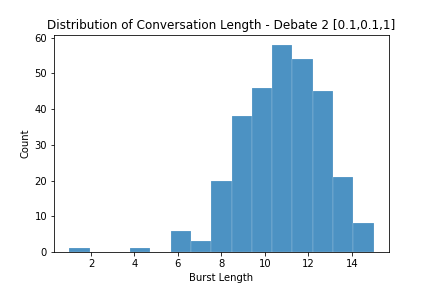 Distribution of Conversation Length - Debate 2 [0.1,0.1,1]
60
50
40
30
20
10
0
Count
2 4 6 8 10 12 14
Burst Length